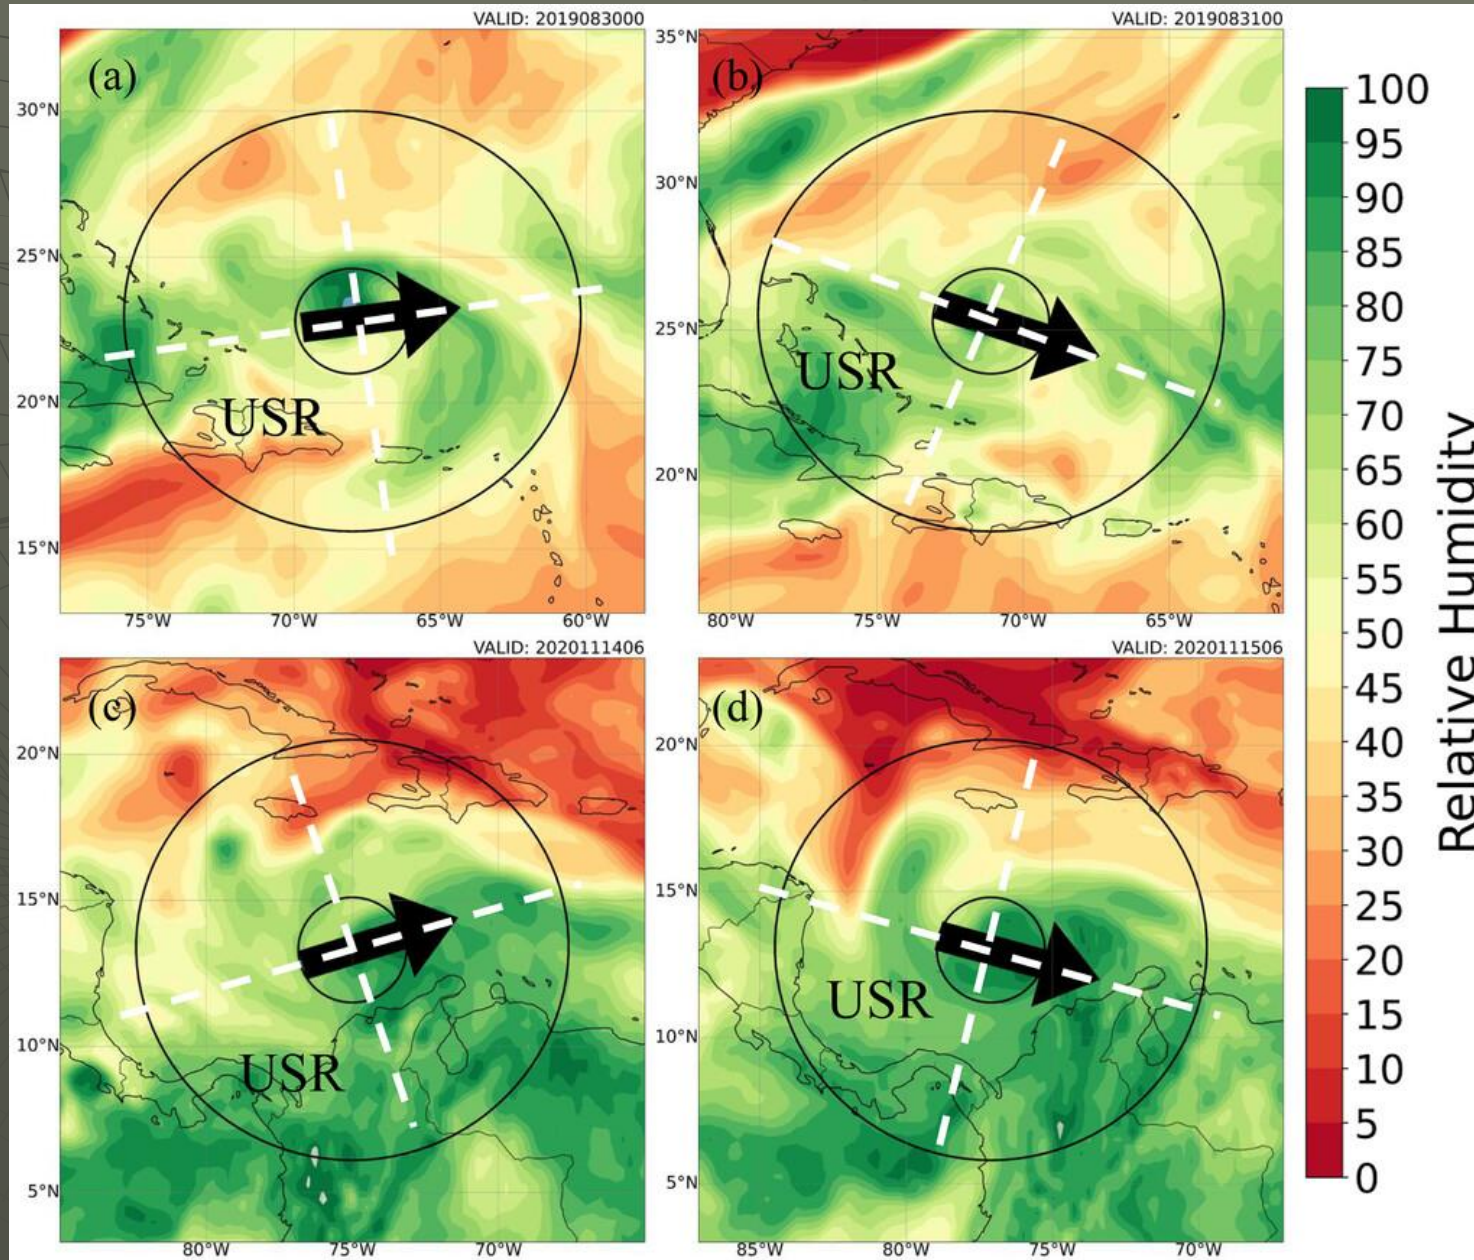 VALID: 2019083000
VALID: 2019083100
(a)
(b)
USR
USR
30°N
25°N
20°N
15°N
75°W 70°W 65°W 60°W
35°N
30°N
25°N
20°N
80°W 75°W 70°W 65°W
VALID: 2020111406
VALID: 2020111506
(c)
(d)
USR
USR
20°N
15°N
10°N
5°N
80°W 75°W 70°W
20°N
15°N
10°N
5°N
85°W 80°W 75°W 70°W
100
95
90
85
80
75
70
65
60
55
50
45
40
35
30
25
20
15
10
5
0
Relative Humidity